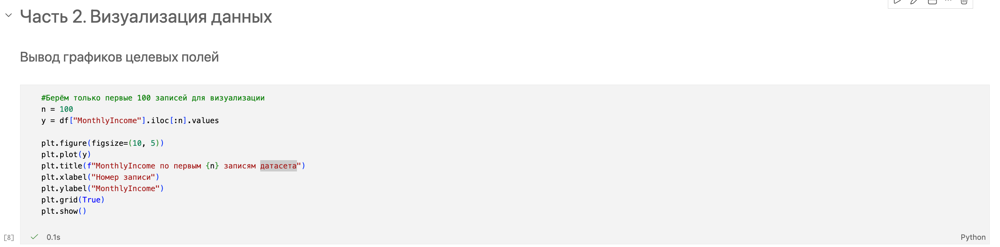 Часть 2. Визуализация данных
Вывод графиков целевых полей
#Берём только первые 100 записей для визуализации
n = 100
y = df["MonthlyIncome"].iloc[:n].values
plt.figure(figsize=(10, 5))
plt.plot(y)
plt.title(f"MonthlyIncome по первым {n} записям датасета")
plt.xlabel("Номер записи")
plt.ylabel("MonthlyIncome")
plt.grid(True)
plt.show()
[8]
0.1s
Python